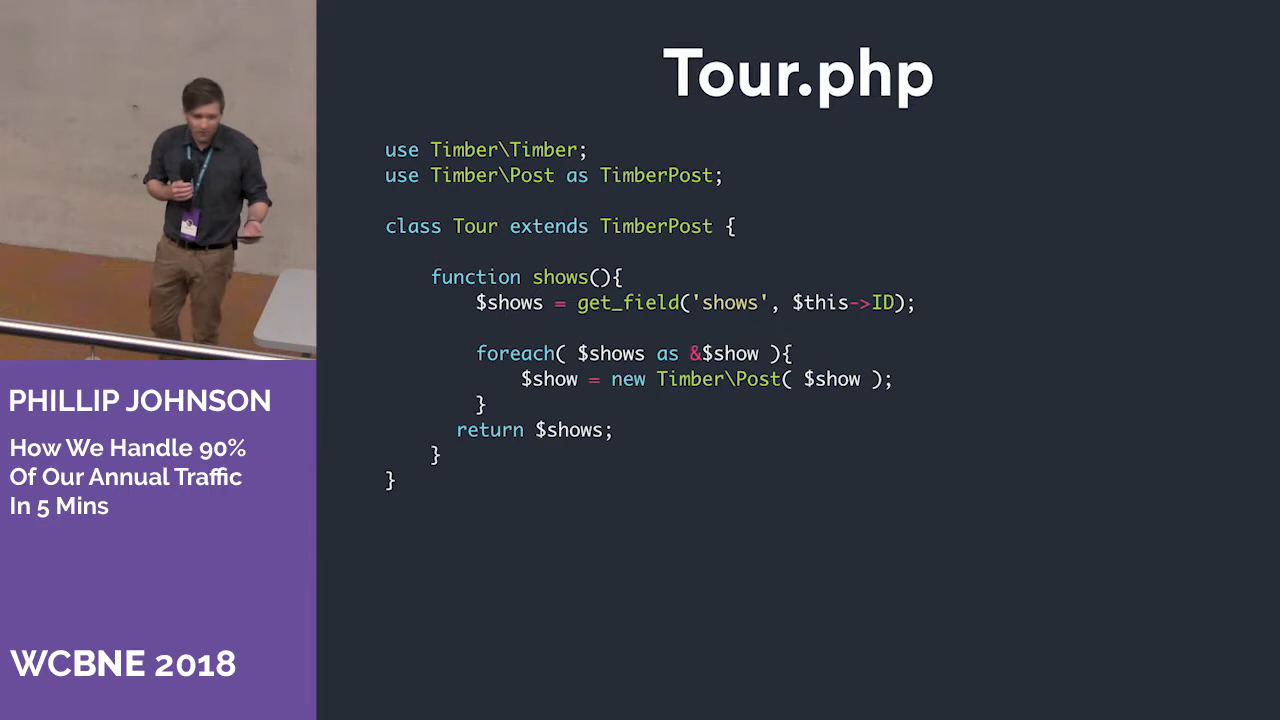 Tour.php
use Timber\Timber;
use Timber\Post as TimberPost;
class Tour extends TimberPost {
function shows(){
$shows = get_field('shows', $this->ID);
foreach( $shows as &$show ){
$show = new Timber\Post( $show );
}
return $shows;
}
}
PHILLIP JOHNSON
How We Handle 90%
Of Our Annual Traffic
In 5 Mins
WCBNE 2018